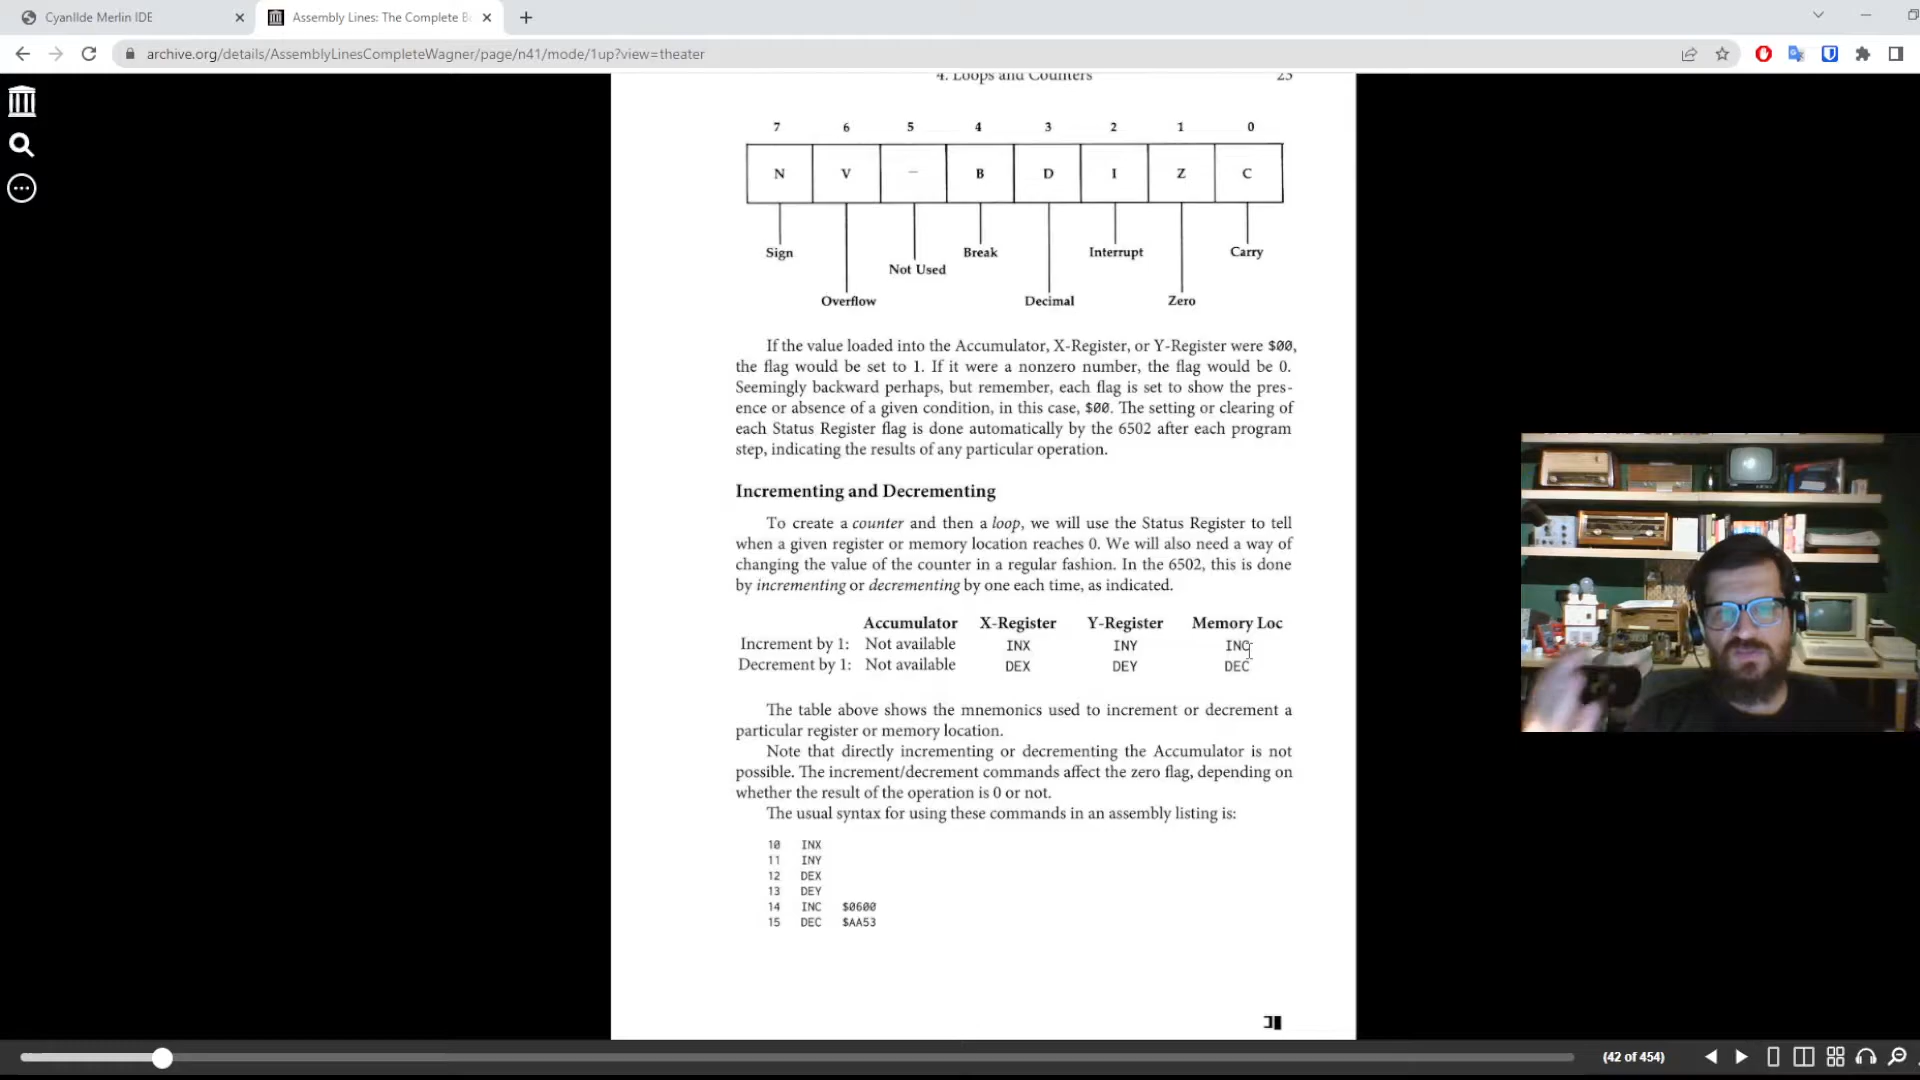 CyanIIde Merlin IDE
Assembly Lines: The Complete B
archive.org/details/AssemblyLinesCompleteWagner/page/n41/mode/1up?view=theater
4. Loops and Counters 23
7 6 5 4 3 2 1 0
N V – B D I Z C
Sign Break Interrupt Carry
Not Used
Overflow Decimal Zero
If the value loaded into the Accumulator, X-Register, or Y-Register were $00,
the flag would be set to 1. If it were a nonzero number, the flag would be 0.
Seemingly backward perhaps, but remember, each flag is set to show the pres-
ence or absence of a given condition, in this case, $00. The setting or clearing of
each Status Register flag is done automatically by the 6502 after each program
step, indicating the results of any particular operation.
Incrementing and Decrementing
To create a counter and then a loop, we will use the Status Register to tell
when a given register or memory location reaches 0. We will also need a way of
changing the value of the counter in a regular fashion. In the 6502, this is done
by incrementing or decrementing by one each time, as indicated.
Accumulator X-Register Y-Register Memory Loc
Increment by 1: Not available INX INY INC
Decrement by 1: Not available DEX DEY DEC
The table above shows the mnemonics used to increment or decrement a
particular register or memory location.
Note that directly incrementing or decrementing the Accumulator is not
possible. The increment/decrement commands affect the zero flag, depending on
whether the result of the operation is 0 or not.
The usual syntax for using these commands in an assembly listing is:
10 INX
11 INY
12 DEX
13 DEY
14 INC $0600
15 DEC $AA53
(42 of 454)